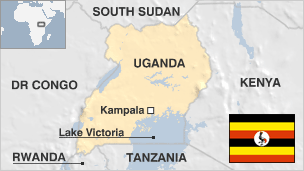 SOUTH SUDAN
UGANDA
DR CONGO
KENYA
Kampala
Lake Victoria
RWANDA
TANZANIA